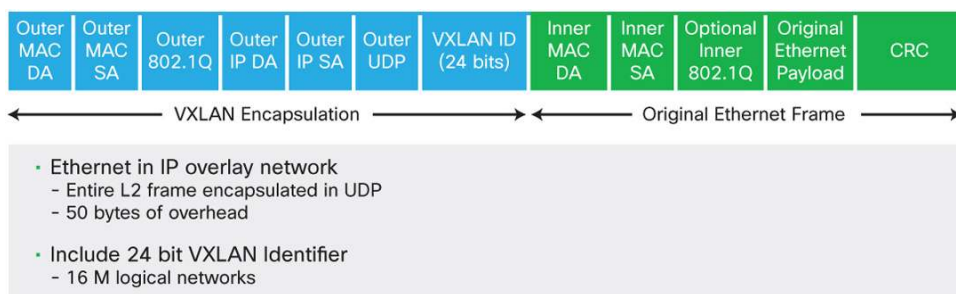 Outer MAC DA
Outer MAC SA
Outer 802.1Q
Outer IP DA
Outer IP SA
Outer UDP
VXLAN ID (24 bits)
Inner MAC DA
Inner MAC SA
Optional Inner 802.1Q
Original Ethernet Payload
CRC
VXLAN Encapsulation
Original Ethernet Frame
· Ethernet in IP overlay network
- Entire L2 frame encapsulated in UDP
- 50 bytes of overhead
· Include 24 bit VXLAN Identifier
- 16 M logical networks